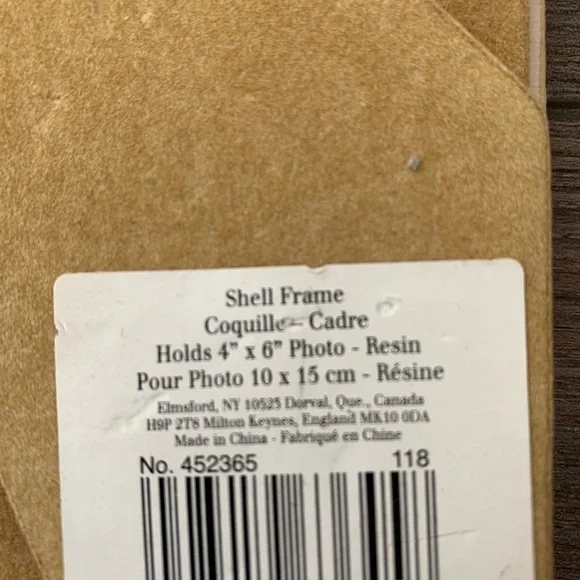 Shell Frame
Coquille – Cadre
Holds 4" x 6" Photo - Resin
Pour Photo 10 x 15 cm - Résine
Elmsford, NY 10523 Dorval, Que., Canada
H9P 2T8 Milton Keynes, England MK10 0DA
Made in China - Fabriqué en Chine
No. 452365 118